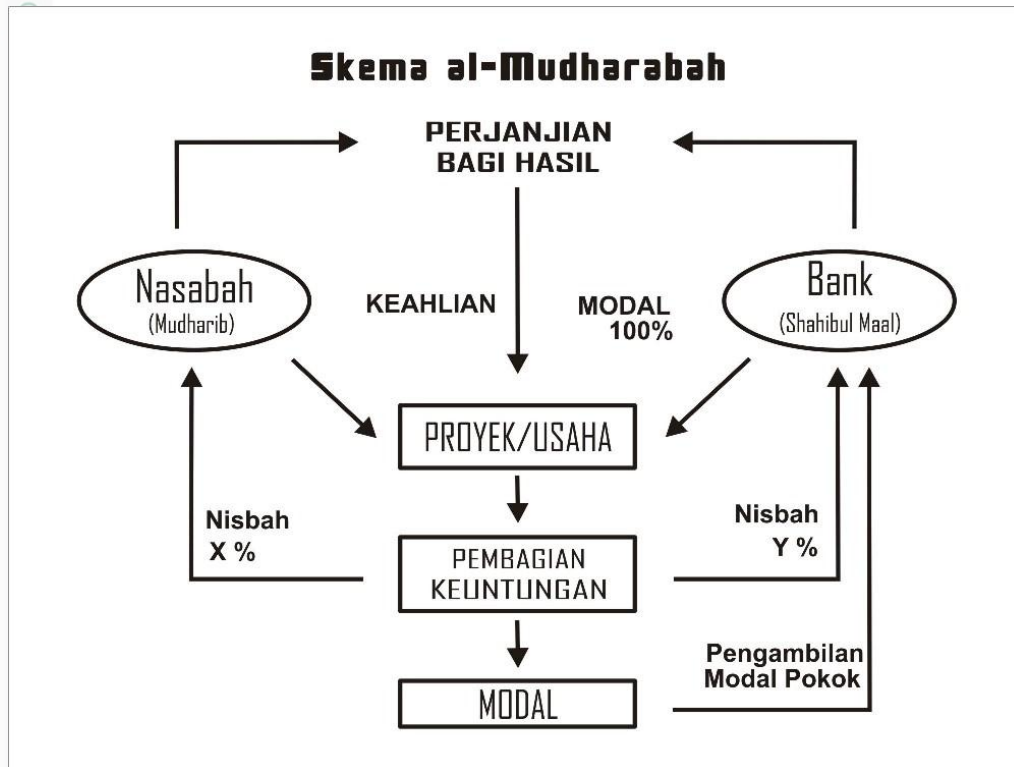 Skema al-Mudharabah
PERJANJIAN
BAGI HASIL
Nasabah
(Mudharib)
KEAHLIAN
MODAL
100%
Bank
(Shahibul Maal)
PROYEK/USAHA
Nisbah
X %
Nisbah
Y %
PEMBAGIAN
KEUNTUNGAN
Pengambilan
Modal Pokok
MODAL